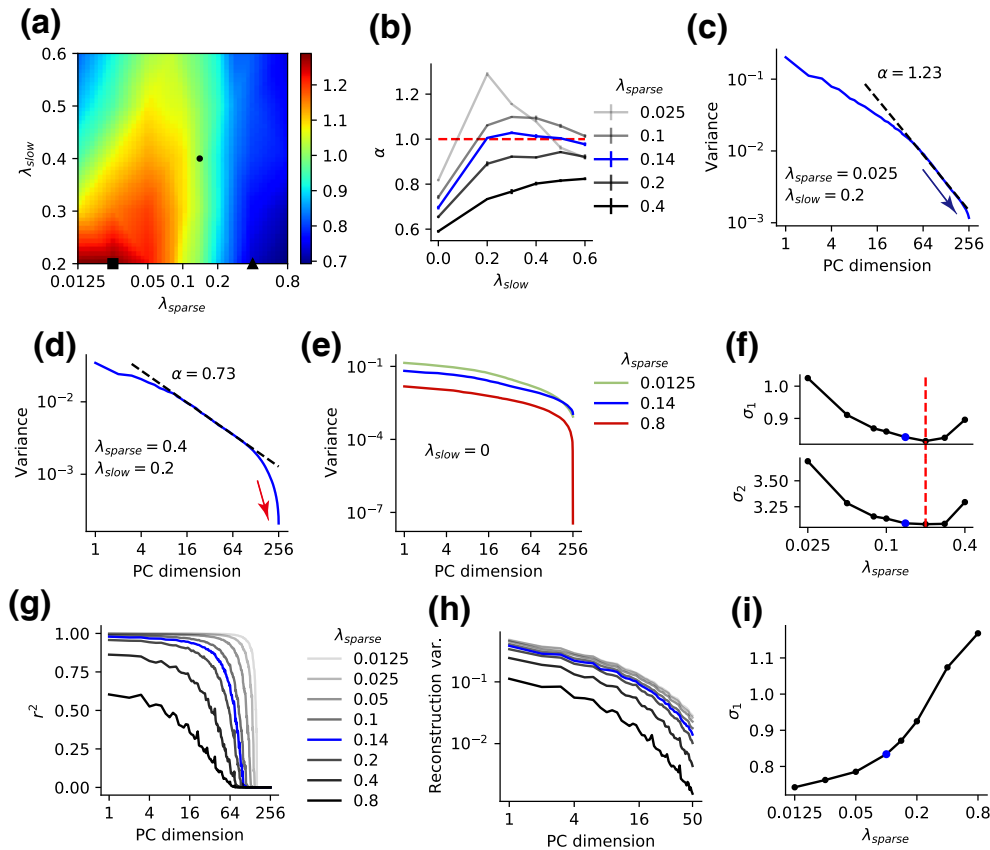 (a)
0.6
0.5
0.4
0.3
0.2
λslow
0.0125
0.05
0.1
0.2
0.8
λsparse
1.2
1.1
1.0
0.9
0.8
0.7
(b)
1.2
1.0
0.8
0.6
α
0.0
0.2
0.4
0.6
λslow
λsparse
0.025
0.1
0.14
0.2
0.4
(c)
10⁻¹
10⁻²
10⁻³
Variance
α = 1.23
λsparse = 0.025
λslow = 0.2
1
4
16
64
256
PC dimension
(d)
10⁻²
10⁻³
Variance
α = 0.73
λsparse = 0.4
λslow = 0.2
1
4
16
64
256
PC dimension
(e)
10⁻¹
10⁻⁴
10⁻⁷
Variance
λslow = 0
1
4
16
64
256
PC dimension
λsparse
0.0125
0.14
0.8
(f)
1.0
0.9
σ1
3.50
3.25
σ2
0.025
0.1
0.4
λsparse
(g)
1.00
0.75
0.50
0.25
0.00
r²
1
4
16
64
256
PC dimension
λsparse
0.0125
0.025
0.05
0.1
0.14
0.2
0.4
0.8
(h)
Reconstruction var.
10⁻¹
10⁻²
1
4
16
50
PC dimension
(i)
1.1
1.0
0.9
0.8
σ1
0.0125
0.05
0.2
0.8
λsparse